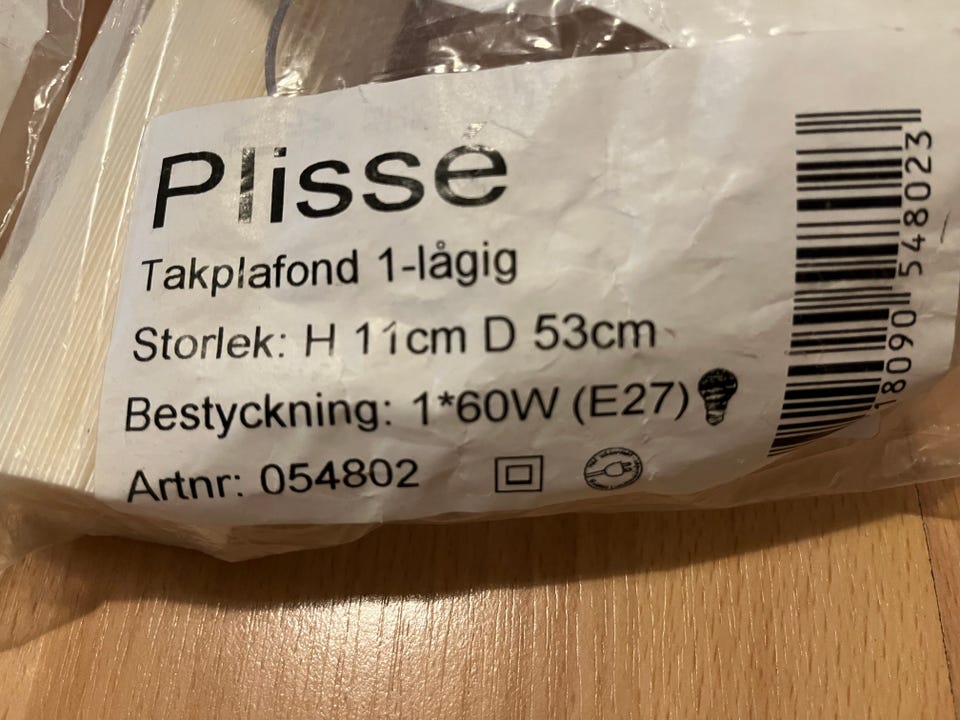 Plissé
Takplafond 1-lågig
Storlek: H 11cm D 53cm
Bestyckning: 1*60W (E27)
Artnr: 054802
18090 548023